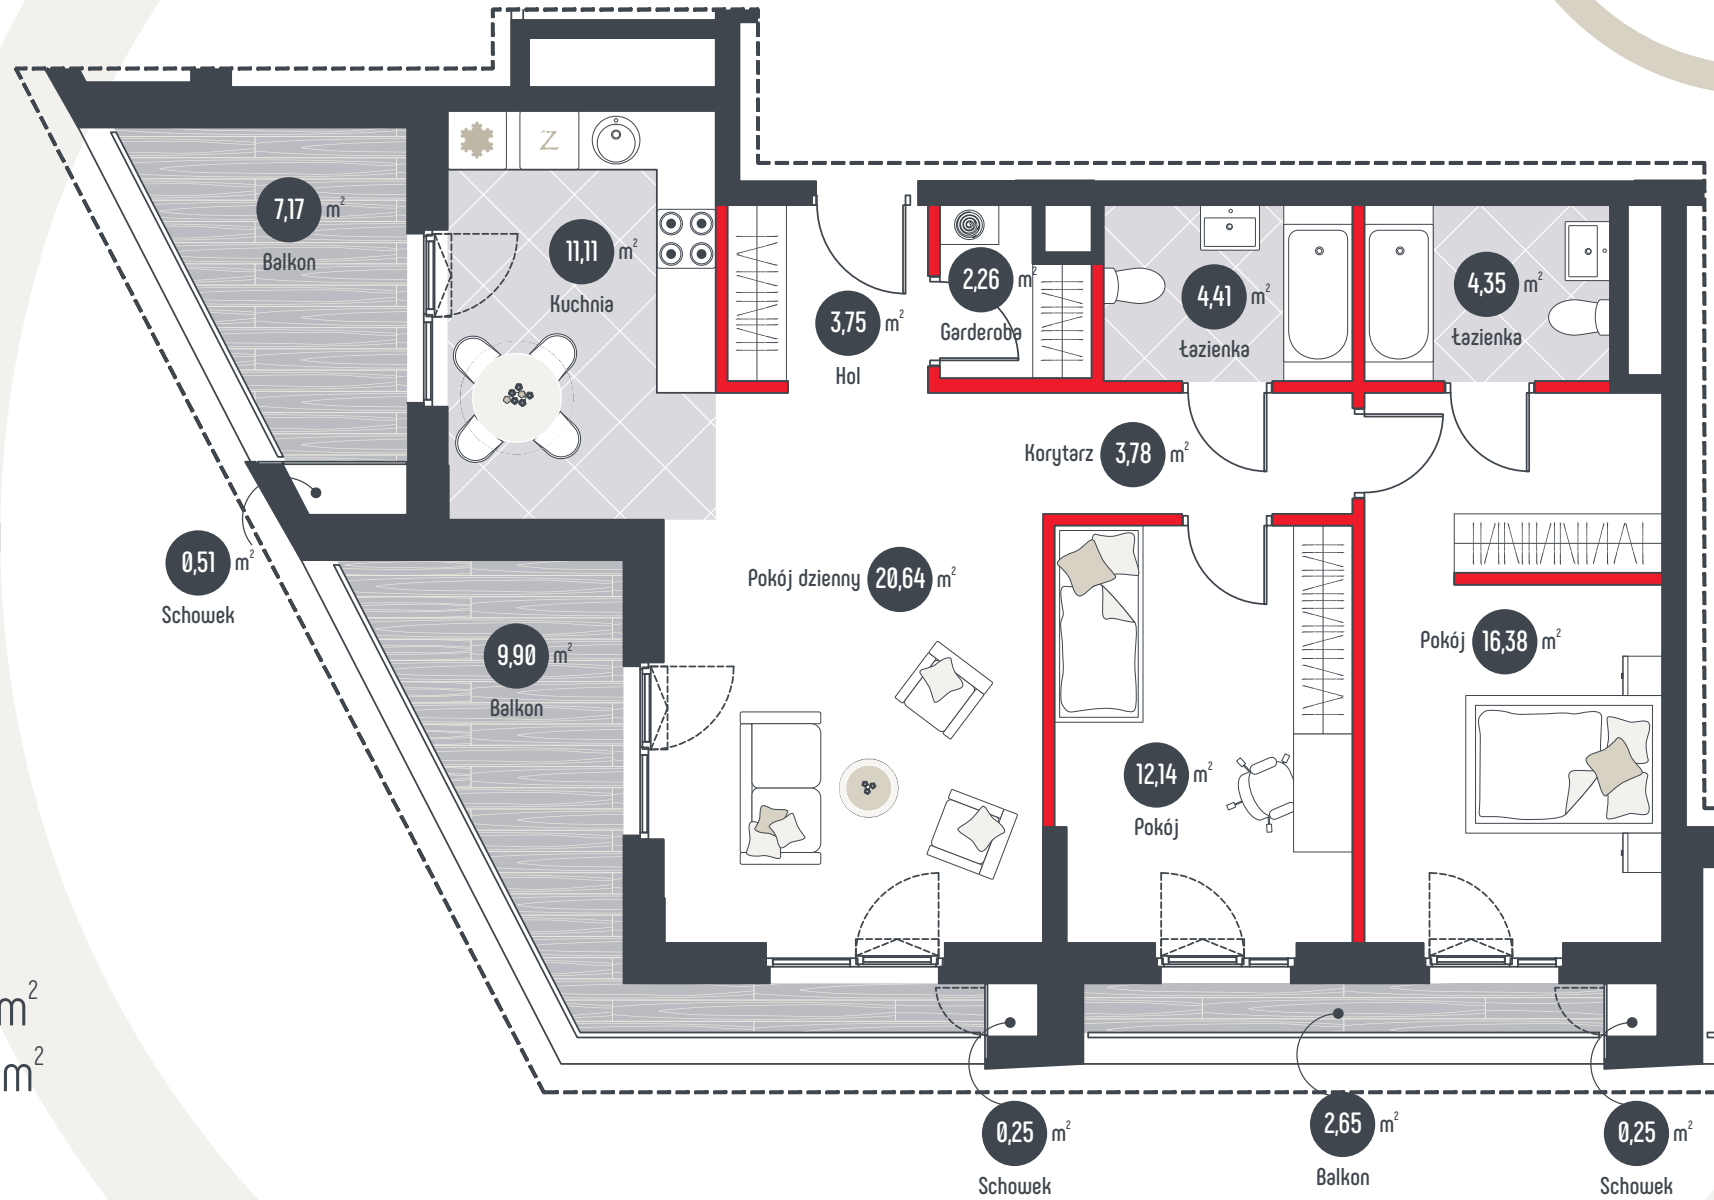 7,17 m²
Balkon
11,11 m²
Kuchnia
Z
3,75 m²
Hol
2,26 m²
Garderoba
4,41 m²
Łazienka
4,35 m²
Łazienka
Korytarz 3,78 m²
0,51 m²
Schowek
Pokój dzienny 20,64 m²
9,90 m²
Balkon
Pokój 16,38 m²
12,14 m²
Pokój
m²
m²
0,25 m²
Schowek
2,65 m²
Balkon
0,25 m²
Schowek